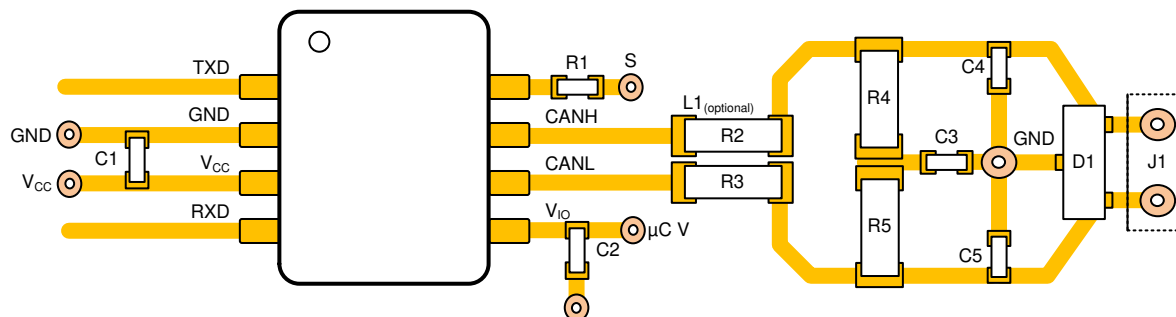 TXD
R1
S
C4
GND
CANH
L1(optional)
R4
GND
C1
R2
C3
GND
D1
J1
VCC
VCC
CANL
R3
RXD
VIO
µC V
C2
R5
C5